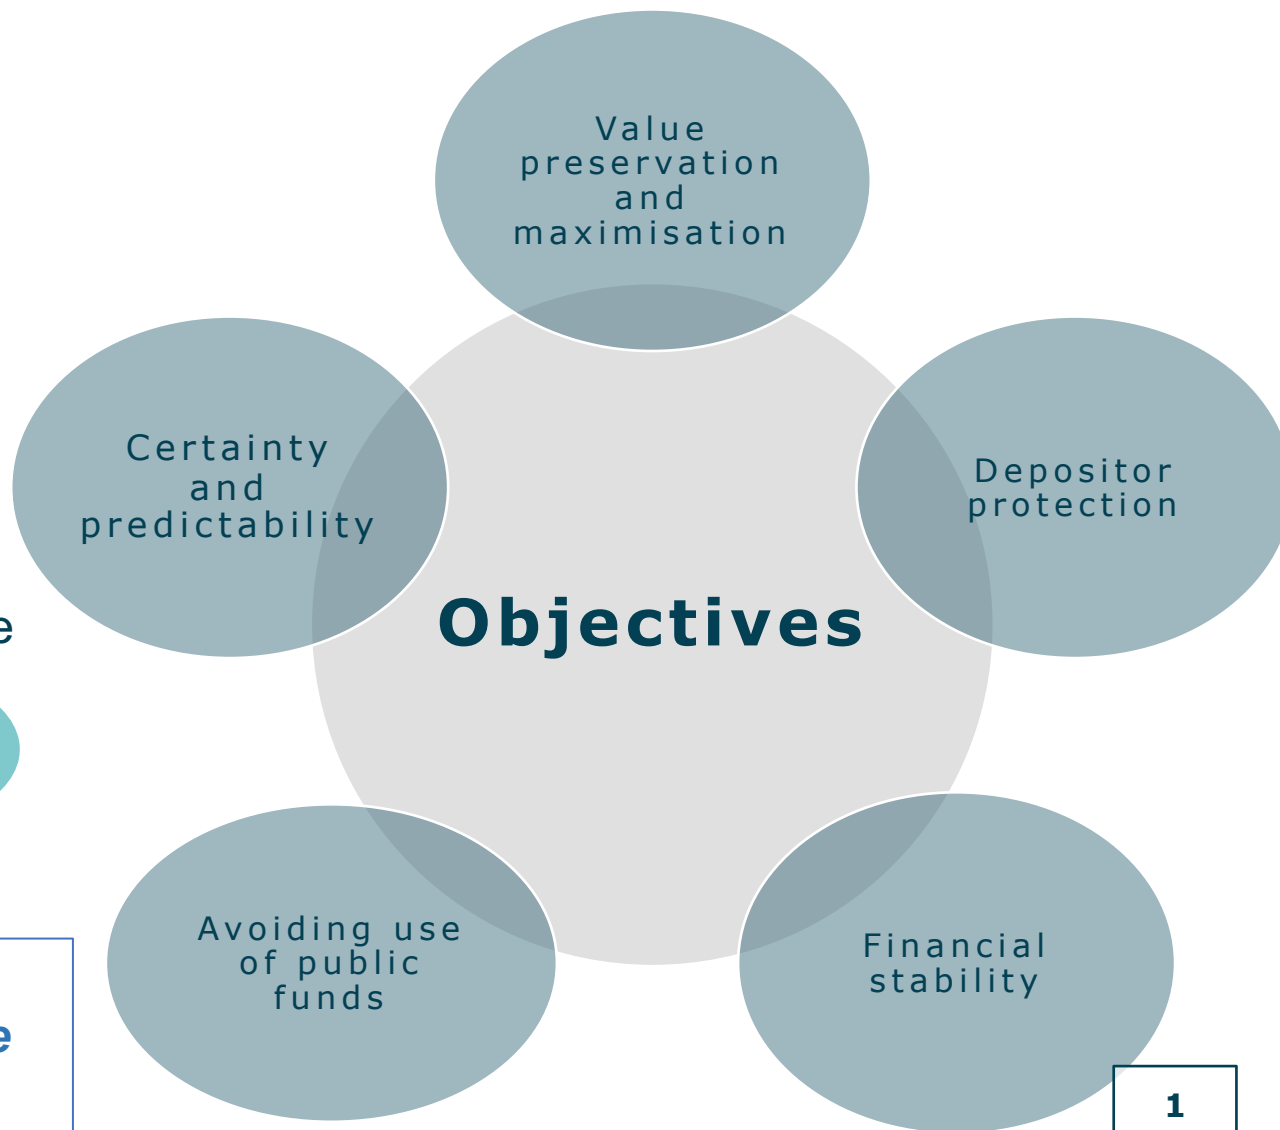 Value
preservation
and
maximisation
Certainty
and
predictability
Depositor
protection
Objectives
e
Avoiding use
of public
funds
Financial
stability
e
1